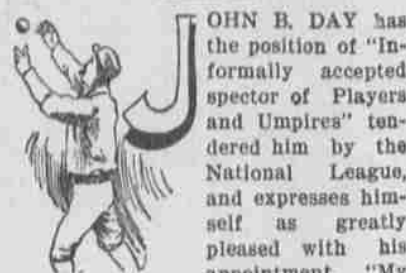 JOHN B. DAY has
the position of "In-
formally accepted
spector of Players
and Umpires" ten-
dered him by the
National League,
and expresses him-
self as greatly
pleased with his
appointment. "My